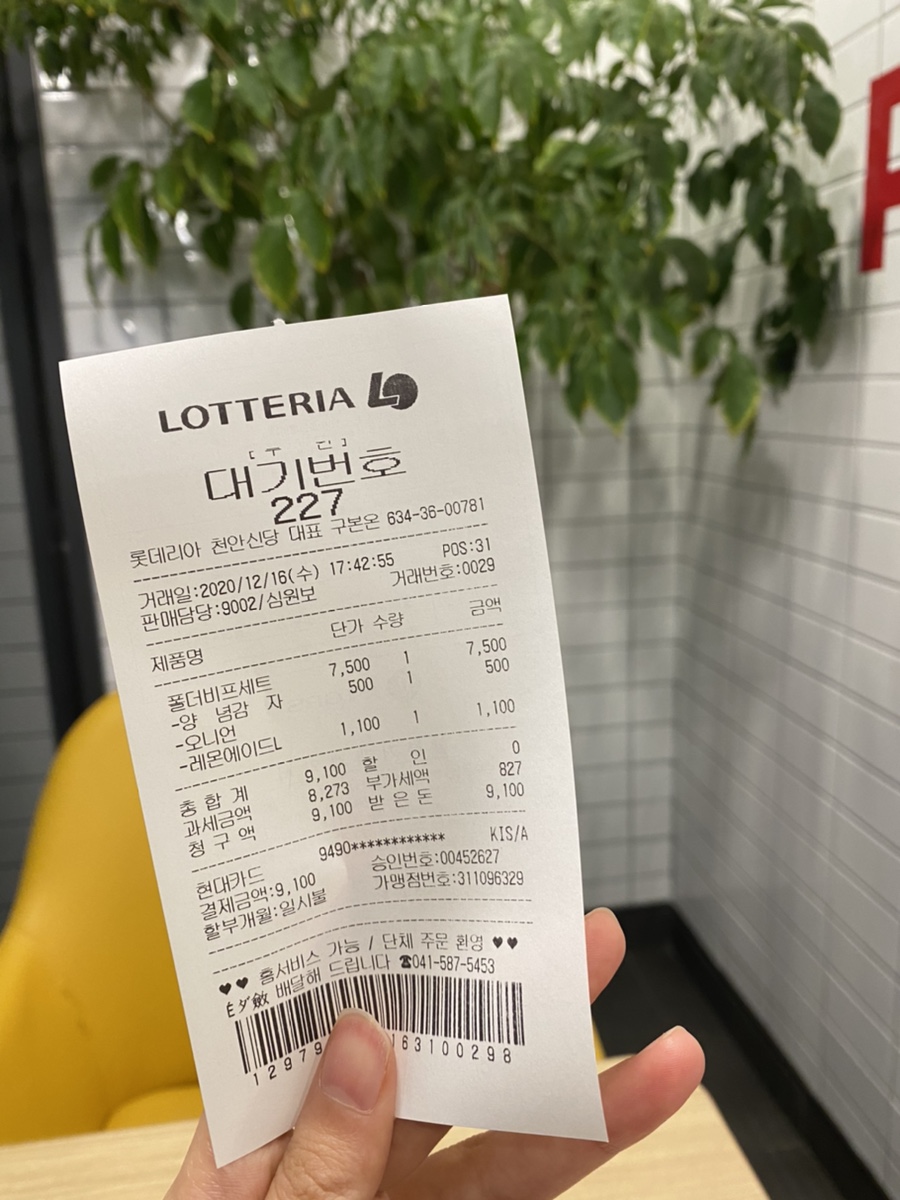 LOTTERIA
대기번호
227
롯데리아 천안신당 대표 구본온 634-36-00781
POS:31
거래일:2020/12/16(수) 17:42:55
판매담당:9002/심원보 거래번호:0029
제품명 단가 수량 금액
폴더비프세트 7,500 1 7,500
-양 념감 자 500 1 500
-오니언
-레몬에이드L 1,100 1 1,100
총 합 계 9,100 할 인 0
과세금액 8,273 부가세액 827
청 구 액 9,100 받 은 돈 9,100
현대카드 9490************ KIS/A
결제금액:9,100 승인번호:00452627
할부개월:일시불 가맹점번호:311096329
♥♥ 홈서비스 가능 / 단체 주문 환영 ♥♥
배달해 드립니다 ☎041-587-5453